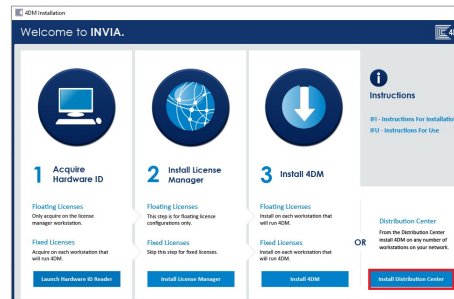 4DM Installation
Welcome to INVIA.
1 Acquire
Hardware ID
Floating Licenses
Only acquire on the license
manager workstation.
Fixed Licenses
Acquire on each workstation that
will run 4DM.
Launch Hardware ID Reader
2 Install License
Manager
Floating Licenses
This step is for floating license
configurations only.
Fixed Licenses
Skip this step for fixed licenses.
Install License Manager
3 Install 4DM
Floating Licenses
Install on each workstation that
will run 4DM.
Fixed Licenses
Install on each workstation that
will run 4DM.
Install 4DM
OR
Instructions
IFI - Instructions For Installatio
IFU - Instructions For Use
Distribution Center
From the Distribution Center
install 4DM on any number of
workstations on your network.
Install Distribution Center